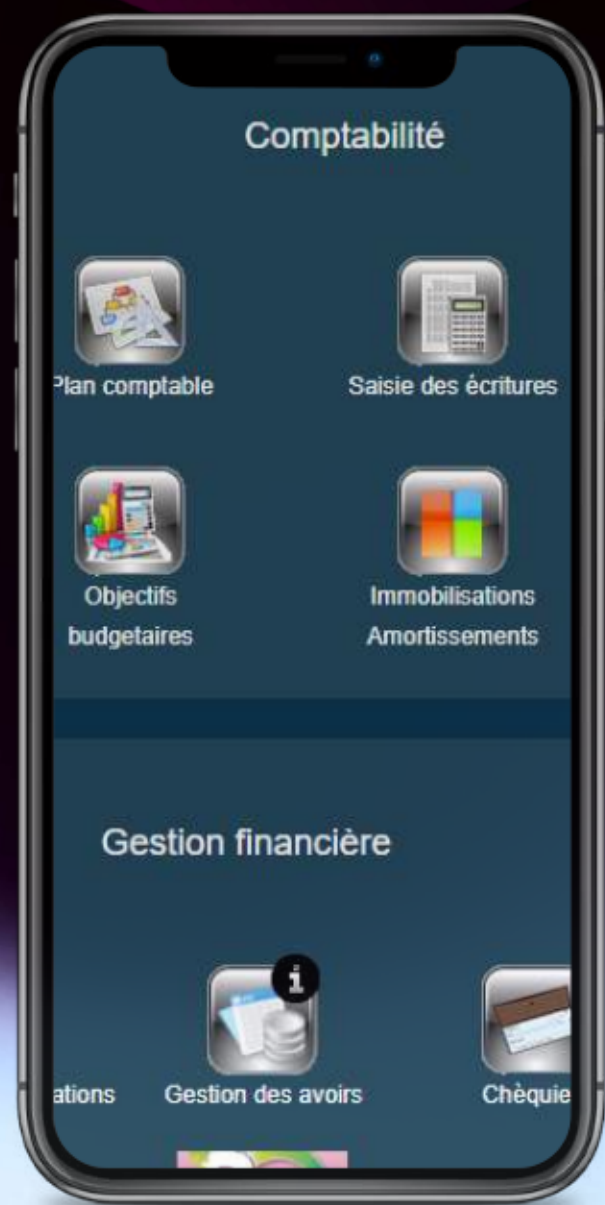 Comptabilité
Plan comptable
Saisie des écritures
Objectifs
budgetaires
Immobilisations
Amortissements
Gestion financière
i
ations
Gestion des avoirs
Chèquie